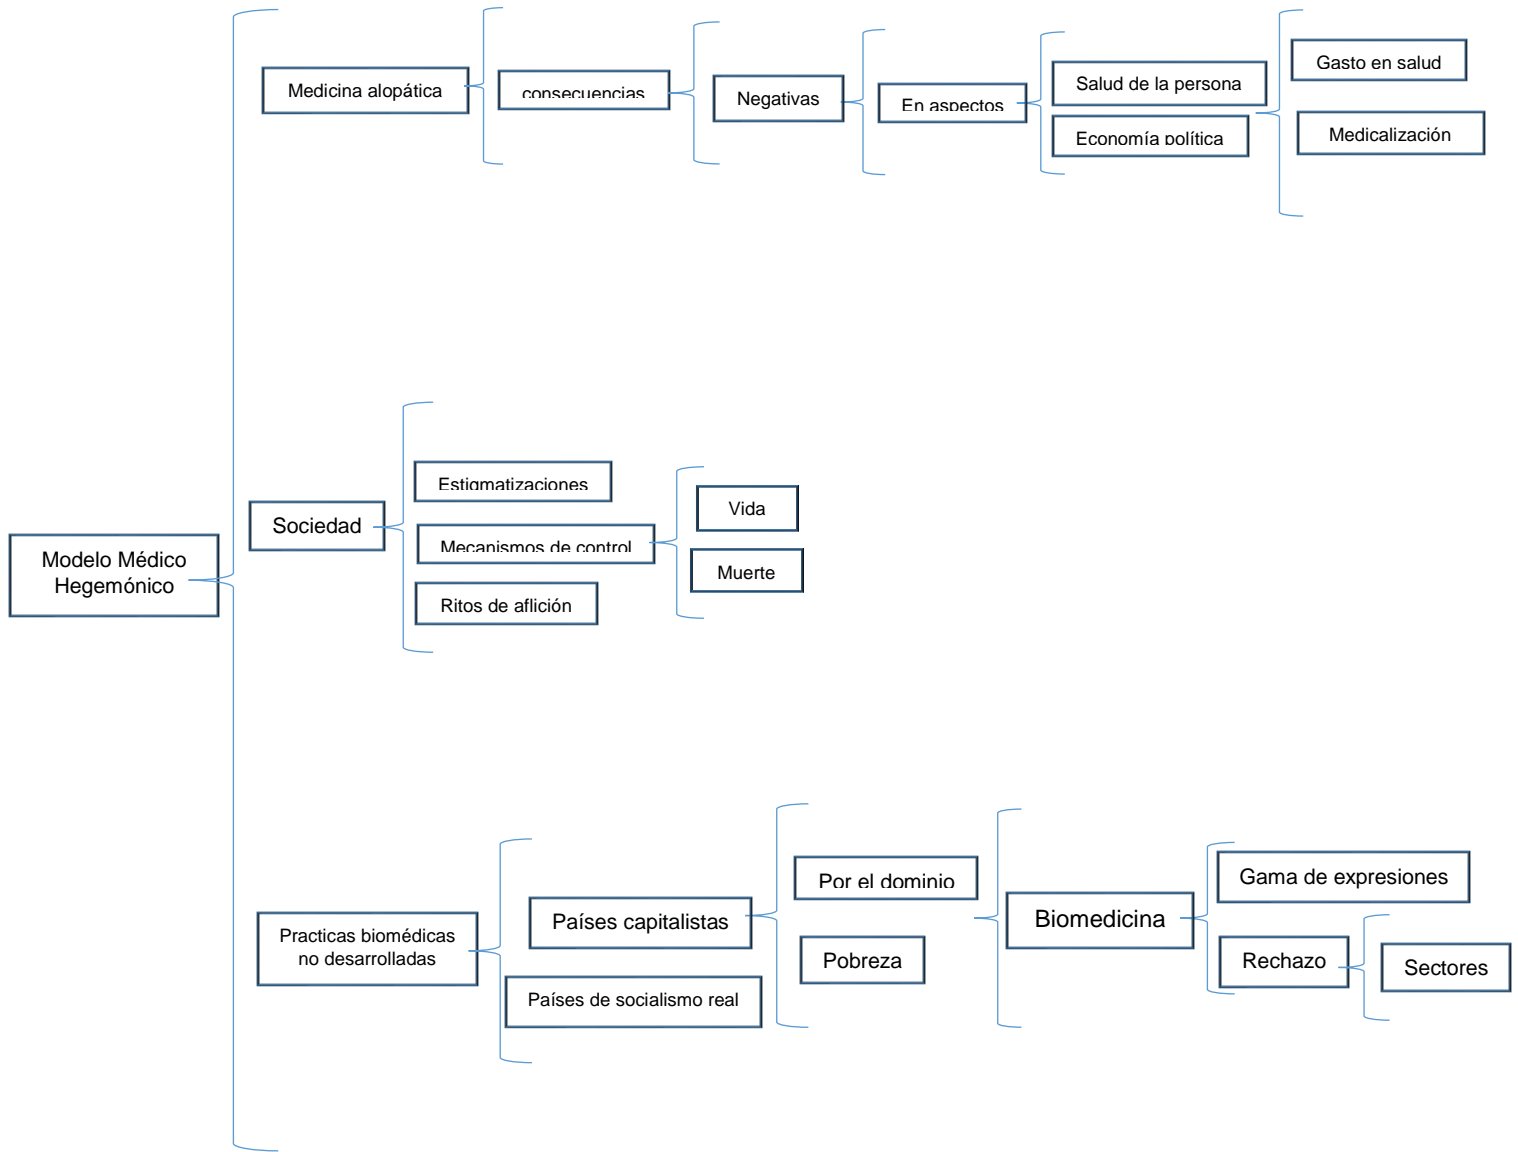 Modelo Médico
Hegemónico
Medicina alopática
consecuencias
Negativas
En aspectos
Salud de la persona
Economía política
Gasto en salud
Medicalización
Sociedad
Estigmatizaciones
Mecanismos de control
Ritos de aflición
Vida
Muerte
Practicas biomédicas
no desarrolladas
Países capitalistas
Países de socialismo real
Por el dominio
Pobreza
Biomedicina
Gama de expresiones
Rechazo
Sectores